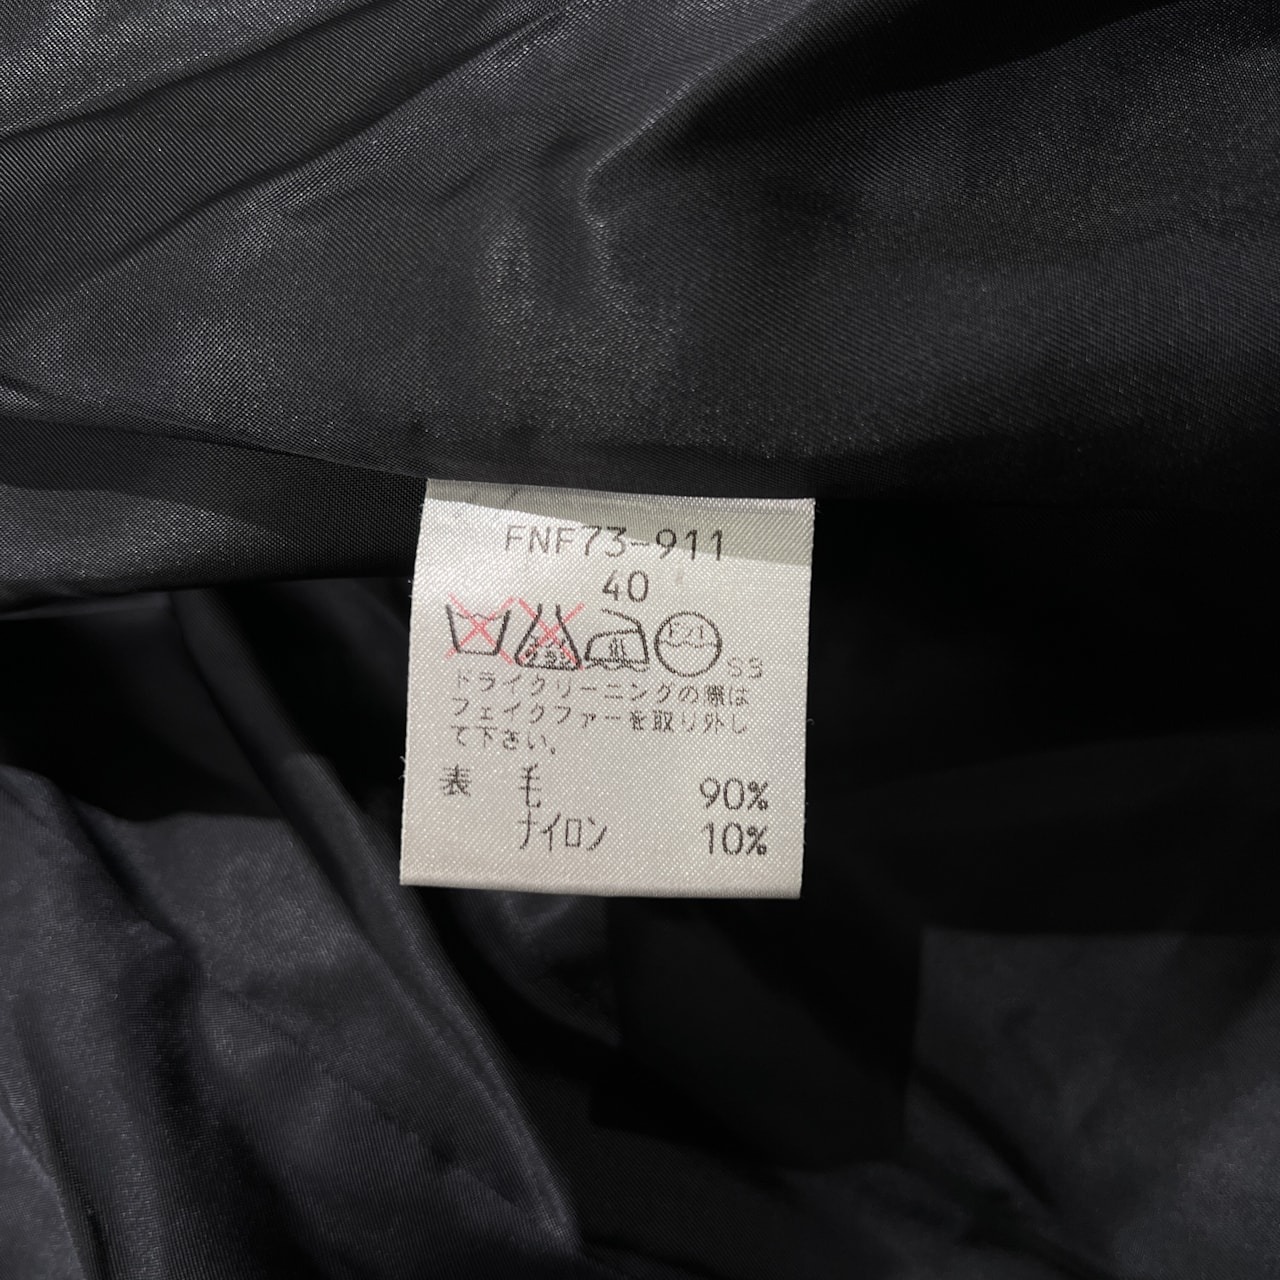 FNF73-911
40
S3
ドライクリーニングの際は
フェイクファーを取り外し
て下さい。
表 毛 90%
ナイロン 10%